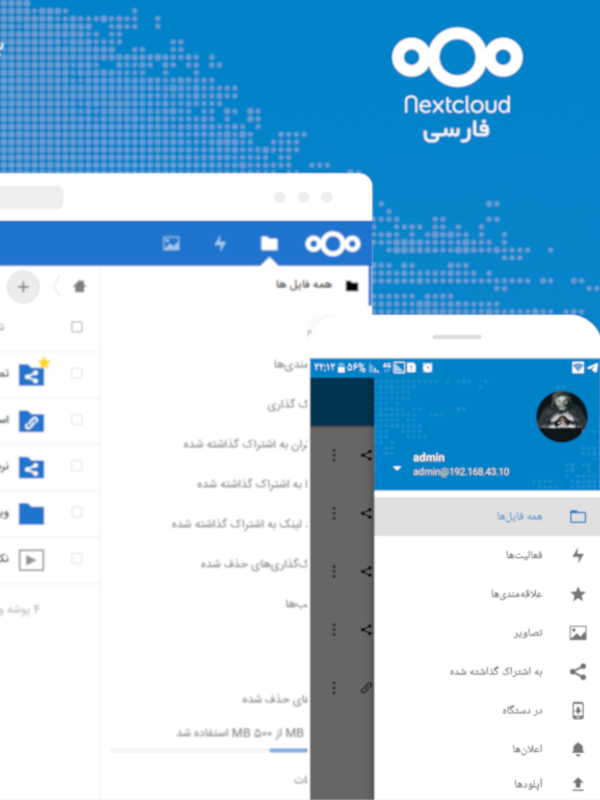 Nextcloud
فارسی
همه فایل ها
ک گذاری
ران به اشتراک گذاشته شده
ا به اشتراک گذاشته شده
لینک به اشتراک گذاشته شده
ک‌گذاری‌های حذف شده
های حذف شده
MB از ۵۰۰ MB استفاده شد
۴ پوشه و
۲۲:۱۲
۵۶%
admin
admin@192.168.43.10
همه فایل‌ها
فعالیت‌ها
علاقه‌مندی‌ها
تصاویر
به اشتراک گذاشته شده
در دستگاه
اعلان‌ها
آپلودها